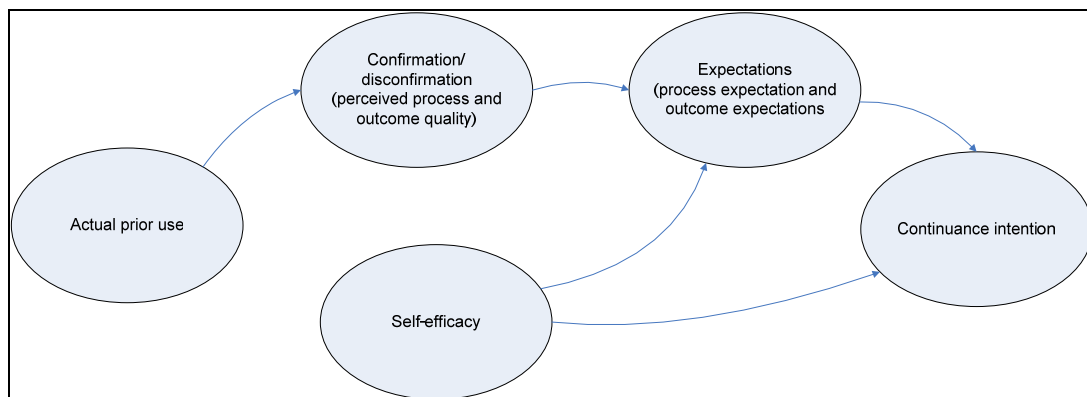 Confirmation/
disconfirmation
(perceived process and
outcome quality)
Expectations
(process expectation and
outcome expectations
Actual prior use
Continuance intention
Self-efficacy